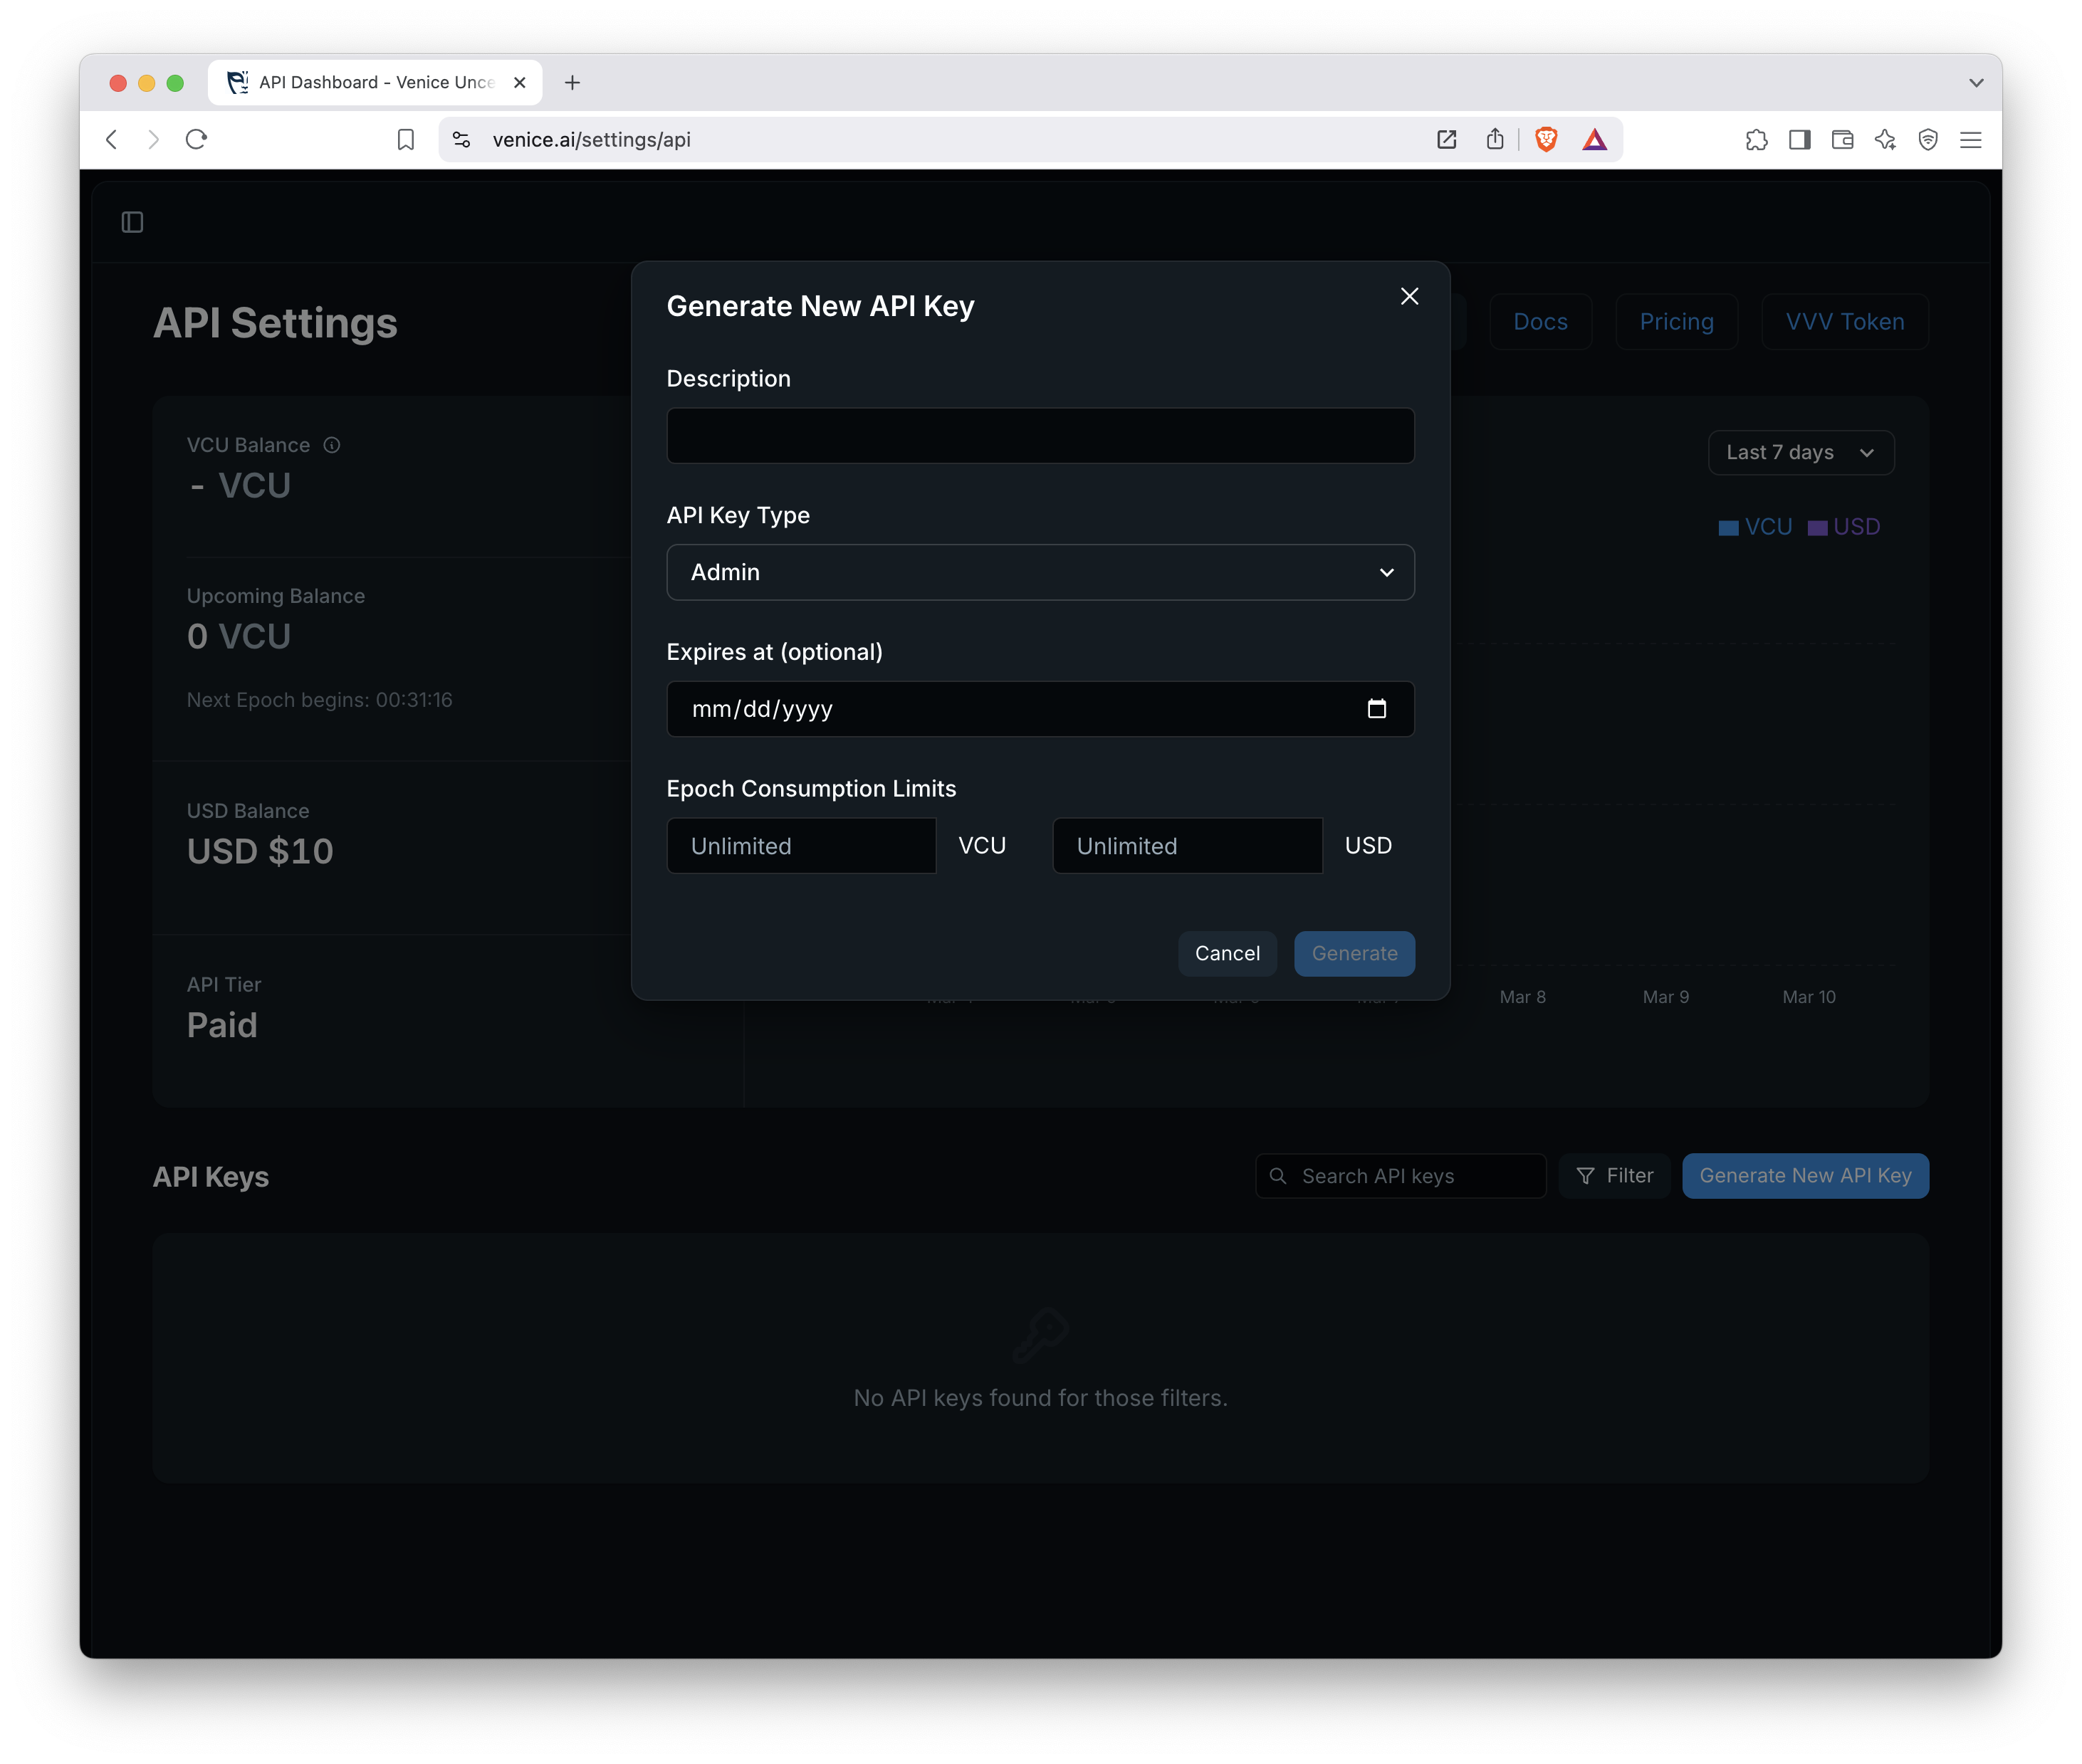 API Dashboard - Venice Unce
venice.ai/settings/api
API Settings
Docs
Pricing
VVV Token
Generate New API Key
Description
API Key Type
Admin
Expires at (optional)
mm/dd/yyyy
Epoch Consumption Limits
Unlimited VCU Unlimited USD
Cancel
Generate
VCU Balance
- VCU
Upcoming Balance
0 VCU
Next Epoch begins: 00:31:16
USD Balance
USD $10
API Tier
Paid
Last 7 days
VCU USD
Mar 8 Mar 9 Mar 10
API Keys
Search API keys
Filter
Generate New API Key
No API keys found for those filters.